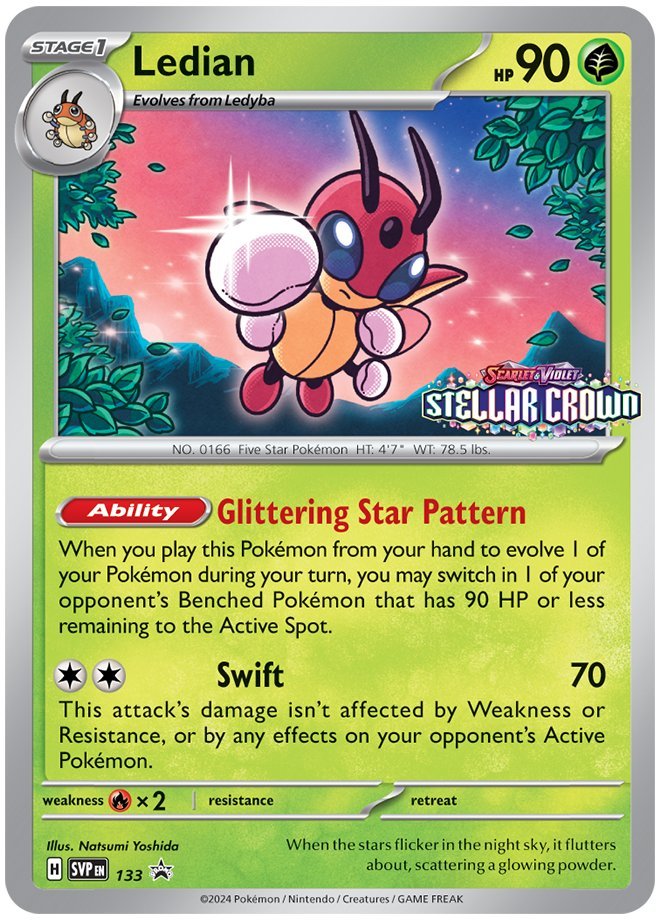 STAGE1
Ledian
HP 90
Evolves from Ledyba
SCARLET & VIOLET
STELLAR CROWN
NO. 0166 Five Star Pokémon HT: 4'7" WT: 78.5 lbs.
Ability Glittering Star Pattern
When you play this Pokémon from your hand to evolve 1 of
your Pokémon during your turn, you may switch in 1 of your
opponent's Benched Pokémon that has 90 HP or less
remaining to the Active Spot.
Swift 70
This attack's damage isn't affected by Weakness or
Resistance, or by any effects on your opponent's Active
Pokémon.
weakness ×2 resistance retreat
Illus. Natsumi Yoshida
When the stars flicker in the night sky, it flutters
about, scattering a glowing powder.
H SVP EN 133
©2024 Pokémon / Nintendo / Creatures / GAME FREAK